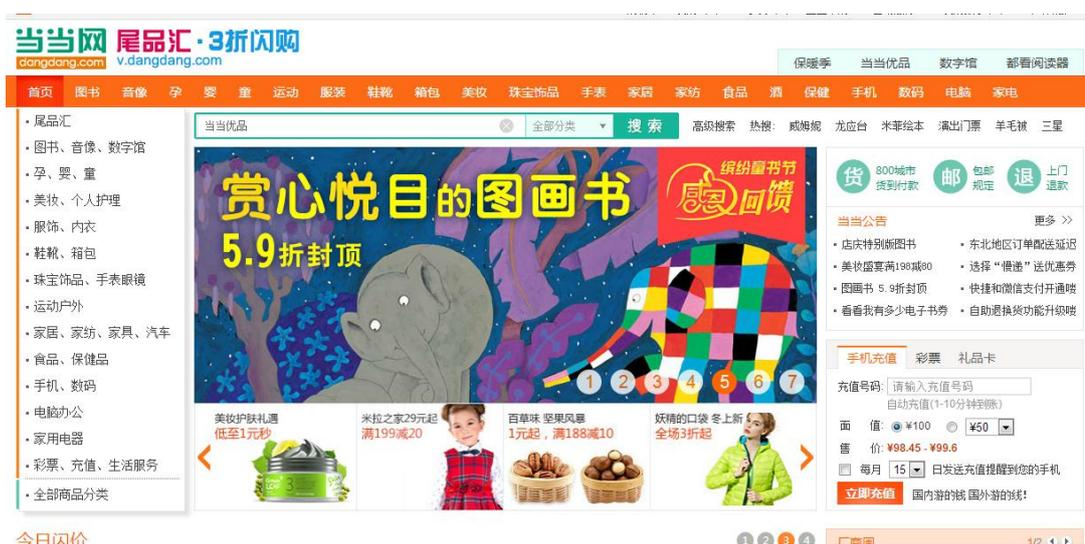 当当网 尾品汇·3折闪购
dangdang.com v.dangdang.com
保暖季 当当优品 数字馆 都看阅读器
首页 图书 音像 孕 婴 童 运动 服装 鞋靴 箱包 美妆 珠宝饰品 手表 家居 家纺 食品 酒 保健 手机 数码 电脑 家电
当当优品 全部分类 搜索 高级搜索 热搜: 威姆妮 龙应台 米菲绘本 演出门票 羊毛被 三星
尾品汇
图书、音像、数字馆
孕、婴、童
美妆、个人护理
服饰、内衣
鞋靴、箱包
珠宝饰品、手表眼镜
运动户外
家居、家纺、家具、汽车
食品、保健品
手机、数码
电脑办公
家用电器
彩票、充值、生活服务
全部商品分类
赏心悦目的图画书
5.9折封顶
缤纷童书节
感恩回馈
1 2 3 4 5 6 7
美妆护肤礼遇
低至1元秒
米拉之家29元起
满199减20
百草味 坚果风暴
1元起，满188减10
妖精的口袋 冬上新
全场3折起
货 800城市 货到付款
邮 包邮 规定
退 上门 退款
当当公告 更多 >>
店庆特别版图书 东北地区订单配送延迟
美妆盛宴满198减80 选择“慢递”送优惠券
图画书 5.9折封顶 快捷和微信支付开通喽
看看我有多少电子书券 自助退换货功能升级喽
手机充值 彩票 礼品卡
充值号码: 请输入充值号码
自动充值(1-10分钟到账)
面 值: ¥100 ¥50
售 价: ¥98.45 - ¥99.6
每月 15 日发送充值提醒到您的手机
立即充值 国内游的钱 国外游的线!
今日闪价 1 2 3 4
1/2